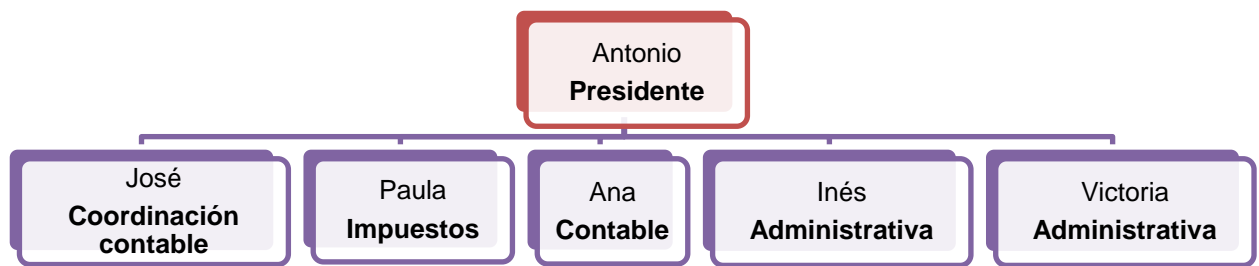 Antonio
Presidente
José
Coordinación
contable
Paula
Impuestos
Ana
Contable
Inés
Administrativa
Victoria
Administrativa